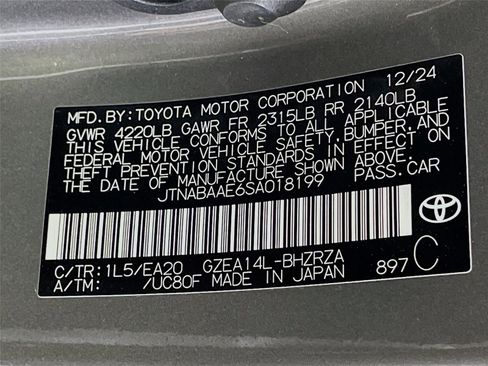 MFD. BY: TOYOTA MOTOR CORPORATION 12/24
GVWR 4220LB GAWR FR 2315LB RR 2140LB
THIS VEHICLE CONFORMS TO ALL APPLICABLE
FEDERAL MOTOR VEHICLE SAFETY, BUMPER, AND
THEFT PREVENTION STANDARDS IN EFFECT ON
THE DATE OF MANUFACTURE SHOWN ABOVE.
JTNABAAE6SA018199 PASS. CAR
C/TR: 1L5/EA20 GZEA14L-BHZRZA 897 C
A/TM: /UC80F MADE IN JAPAN